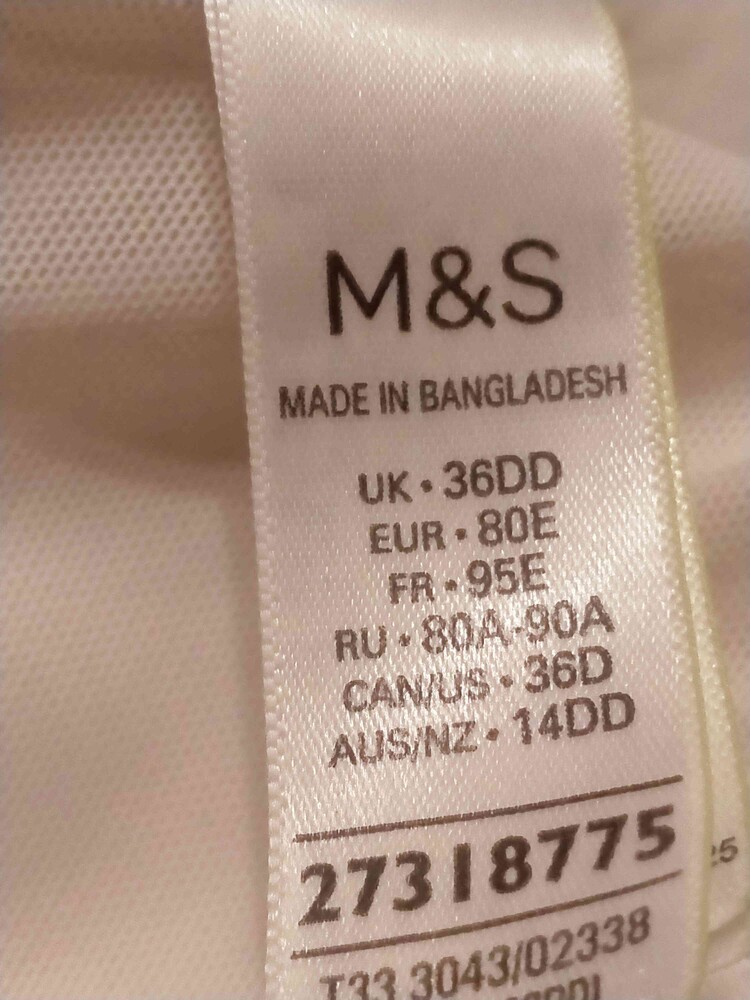 M&S
MADE IN BANGLADESH
UK • 36DD
EUR • 80E
FR • 95E
RU • 80A-90A
CAN/US • 36D
AUS/NZ • 14DD
27318775
T33 3043/02338